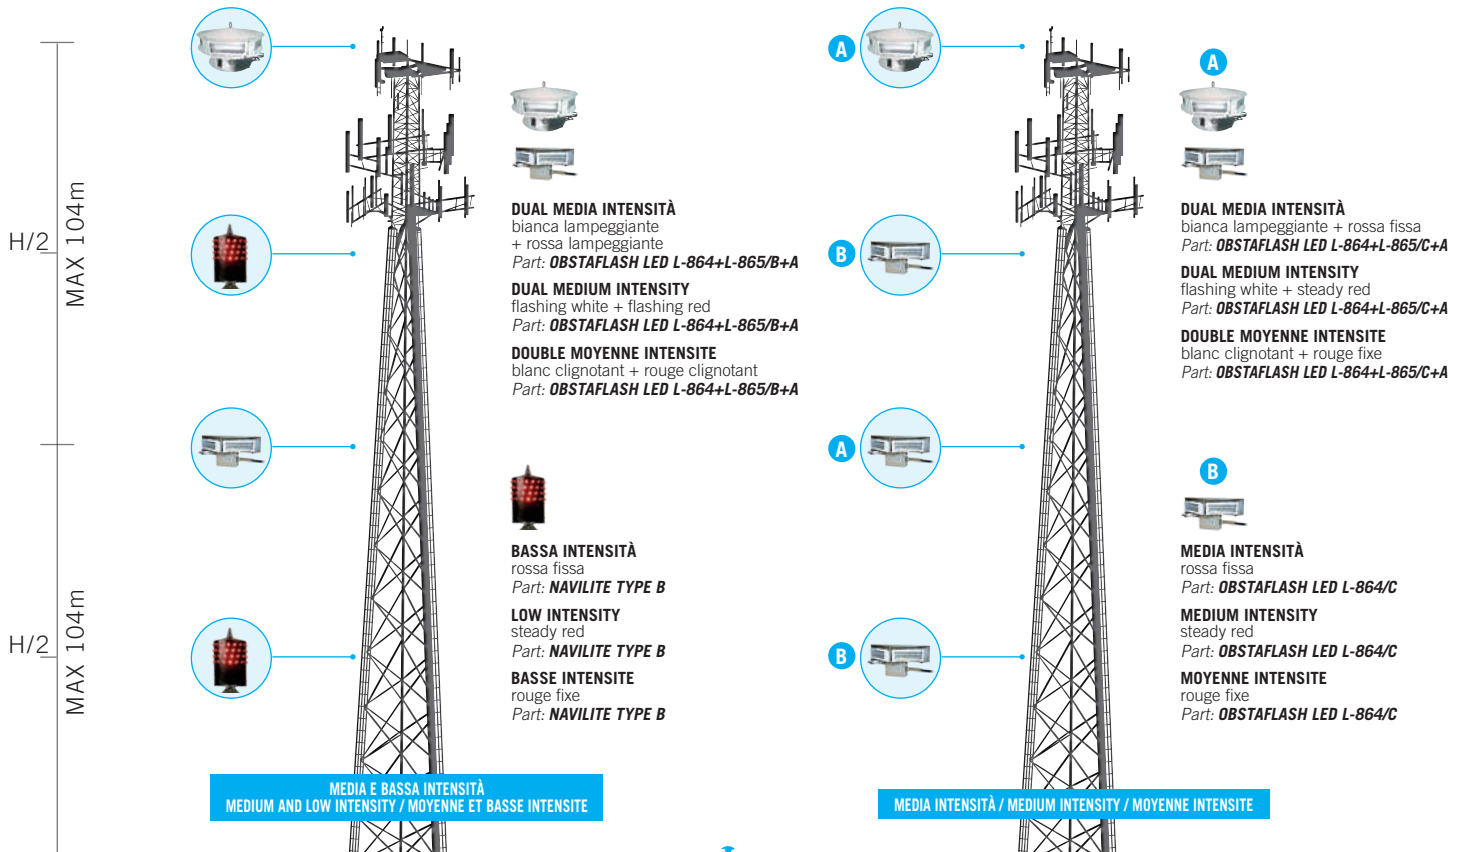 H/2
MAX 104m
H/2
MAX 104m
DUAL MEDIA INTENSITÀ
bianca lampeggiante
+ rossa lampeggiante
Part: OBSTAFLASH LED L-864+L-865/B+A
DUAL MEDIUM INTENSITY
flashing white + flashing red
Part: OBSTAFLASH LED L-864+L-865/B+A
DOUBLE MOYENNE INTENSITE
blanc clignotant + rouge clignotant
Part: OBSTAFLASH LED L-864+L-865/B+A
BASSA INTENSITÀ
rossa fissa
Part: NAVILITE TYPE B
LOW INTENSITY
steady red
Part: NAVILITE TYPE B
BASSE INTENSITE
rouge fixe
Part: NAVILITE TYPE B
MEDIA E BASSA INTENSITÀ
MEDIUM AND LOW INTENSITY / MOYENNE ET BASSE INTENSITE
A
B
A
B
A
DUAL MEDIA INTENSITÀ
bianca lampeggiante + rossa fissa
Part: OBSTAFLASH LED L-864+L-865/C+A
DUAL MEDIUM INTENSITY
flashing white + steady red
Part: OBSTAFLASH LED L-864+L-865/C+A
DOUBLE MOYENNE INTENSITE
blanc clignotant + rouge fixe
Part: OBSTAFLASH LED L-864+L-865/C+A
B
MEDIA INTENSITÀ
rossa fissa
Part: OBSTAFLASH LED L-864/C
MEDIUM INTENSITY
steady red
Part: OBSTAFLASH LED L-864/C
MOYENNE INTENSITE
rouge fixe
Part: OBSTAFLASH LED L-864/C
MEDIA INTENSITÀ / MEDIUM INTENSITY / MOYENNE INTENSITE